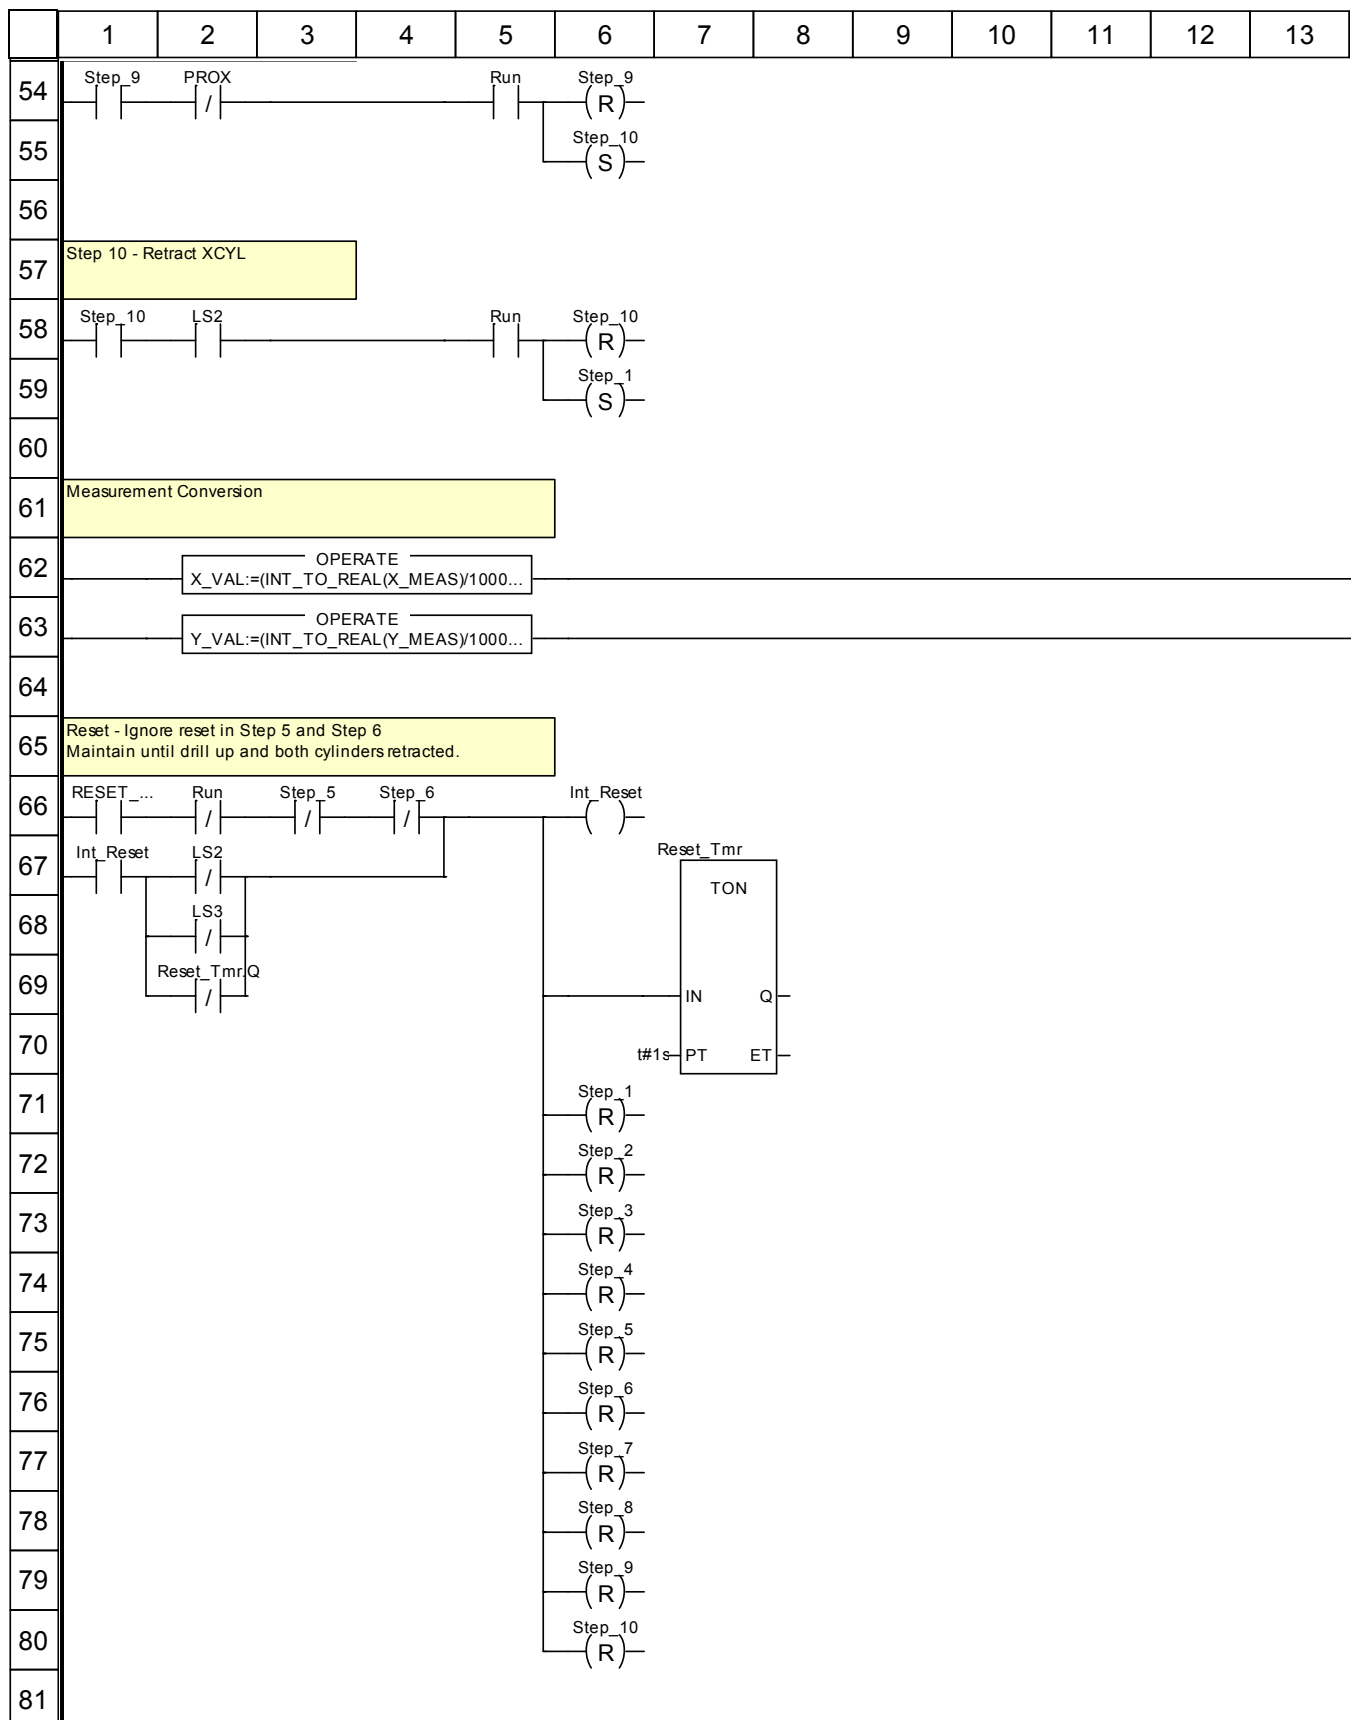 1 2 3 4 5 6 7 8 9 10 11 12 13
54 Step_9 PROX Run Step_9
/ R
55 Step_10
S
56
57 Step 10 - Retract XCYL
58 Step_10 LS2 Run Step_10
R
59 Step_1
S
60
61 Measurement Conversion
62 OPERATE
X_VAL:=(INT_TO_REAL(X_MEAS)/1000...
63 OPERATE
Y_VAL:=(INT_TO_REAL(Y_MEAS)/1000...
64
65 Reset - Ignore reset in Step 5 and Step 6
Maintain until drill up and both cylinders retracted.
66 RESET_... Run Step_5 Step_6 Int_Reset
/ / /
67 Int_Reset LS2 Reset_Tmr
/ TON
68 LS3
/
69 Reset_Tmr.Q
/ IN Q
70 t#1s PT ET
71 Step_1
R
72 Step_2
R
73 Step_3
R
74 Step_4
R
75 Step_5
R
76 Step_6
R
77 Step_7
R
78 Step_8
R
79 Step_9
R
80 Step_10
R
81